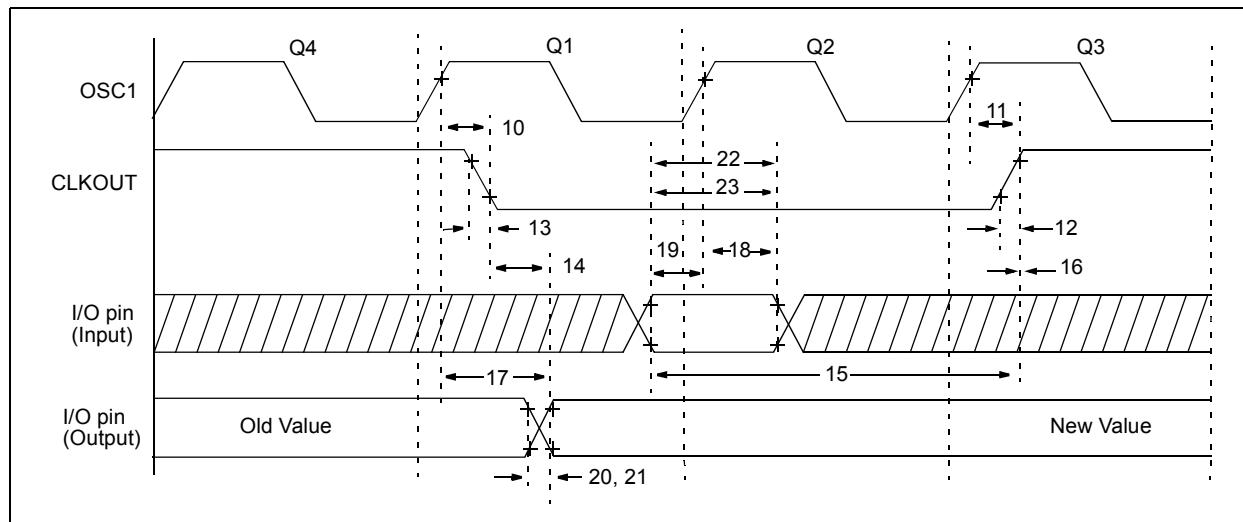 Q4
Q1
Q2
Q3
OSC1
10
11
22
CLKOUT
23
13
12
19
18
14
16
I/O pin
(Input)
17
15
I/O pin
(Output)
Old Value
New Value
20, 21